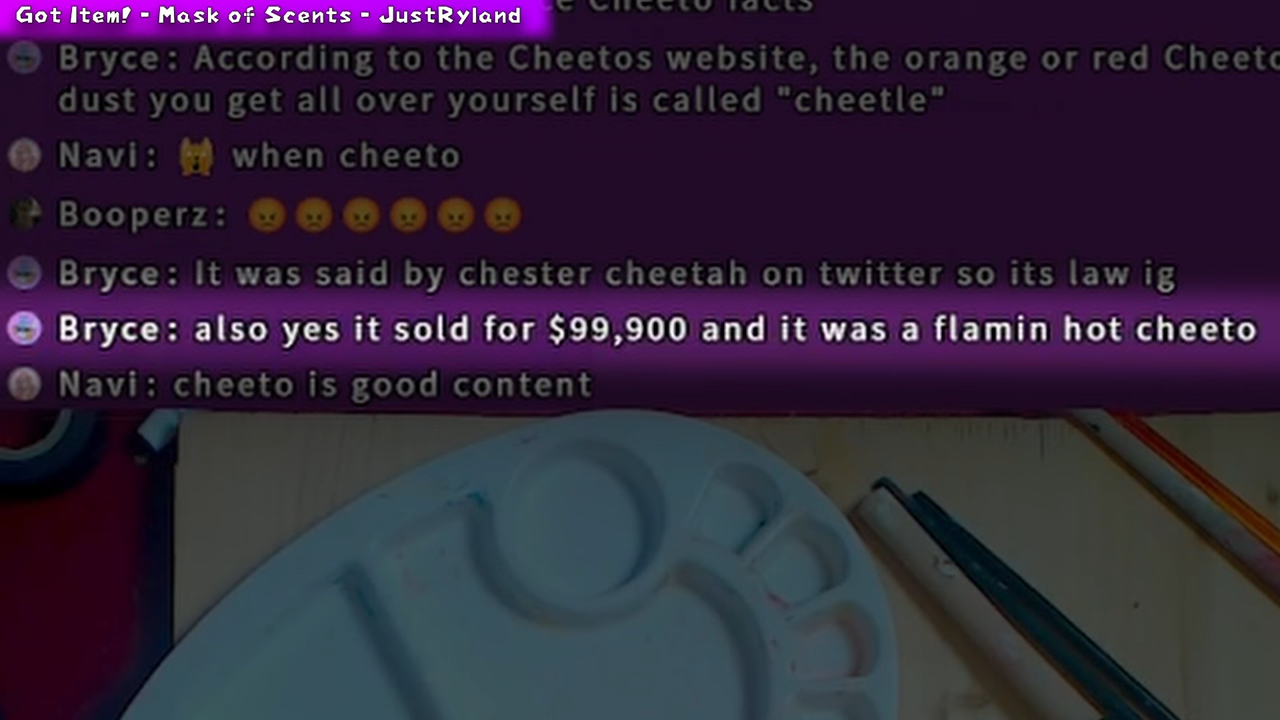 Got Item! - Mask of Scents - JustRyland
Cheeto facts
Bryce: According to the Cheetos website, the orange or red
dust you get all over yourself is called "cheetle"
Navi: 🙀 when cheeto
Booperz: 😡😡😡😡😡😡
Bryce: It was said by chester cheetah on twitter so its law ig
Bryce: also yes it sold for $99,900 and it was a flamin hot cheeto
Navi: cheeto is good content